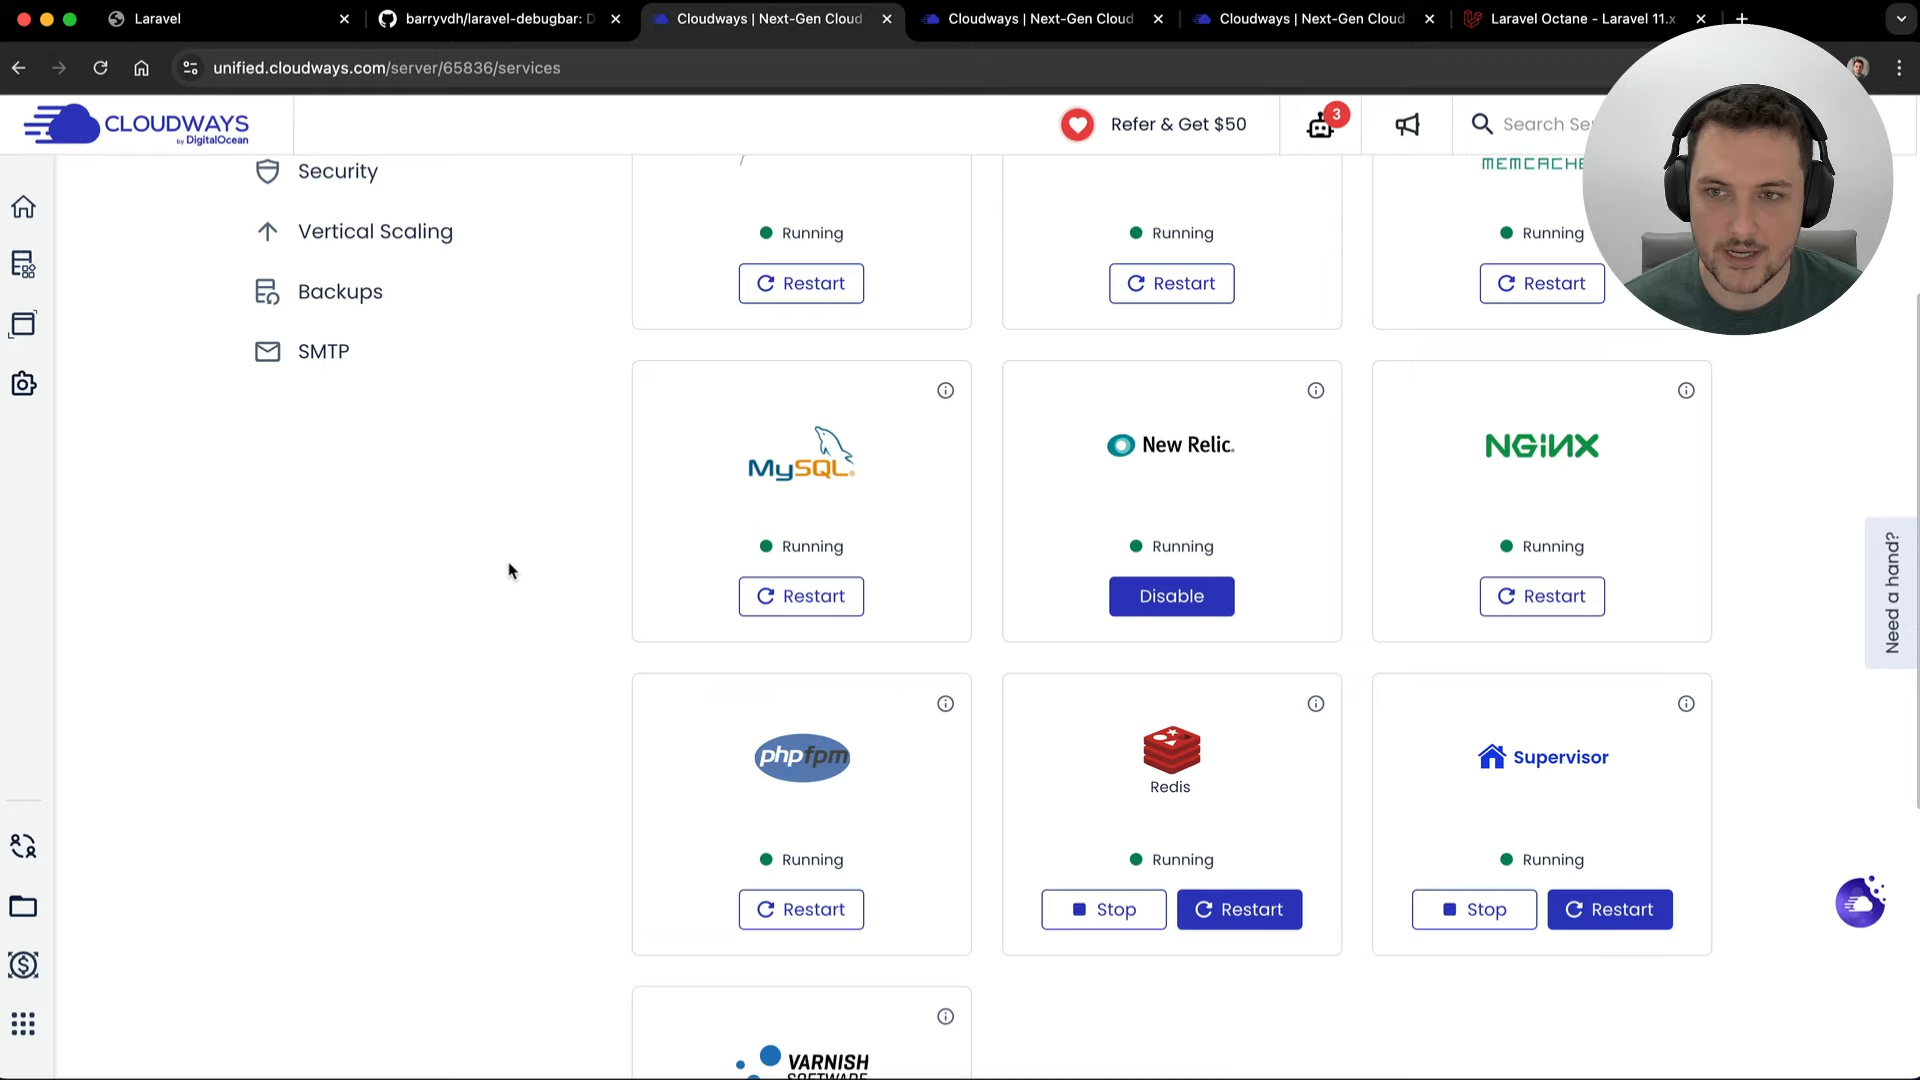 Laravel
barryvdh/laravel-debugbar: D
Cloudways | Next-Gen Cloud
Cloudways | Next-Gen Cloud
Cloudways | Next-Gen Cloud
Laravel Octane - Laravel 11.x
unified.cloudways.com/server/65836/services
CLOUDWAYS
by DigitalOcean
Refer & Get $50
3
Search Se
Security
Vertical Scaling
Backups
SMTP
MEMCACHE
Running
Running
Running
Restart
Restart
Restart
MySQL
New Relic.
NGINX
Running
Running
Running
Restart
Disable
Restart
Need a hand?
php fpm
Redis
Supervisor
Running
Running
Running
Restart
Stop
Restart
Stop
Restart
VARNISH
SOFTWARE